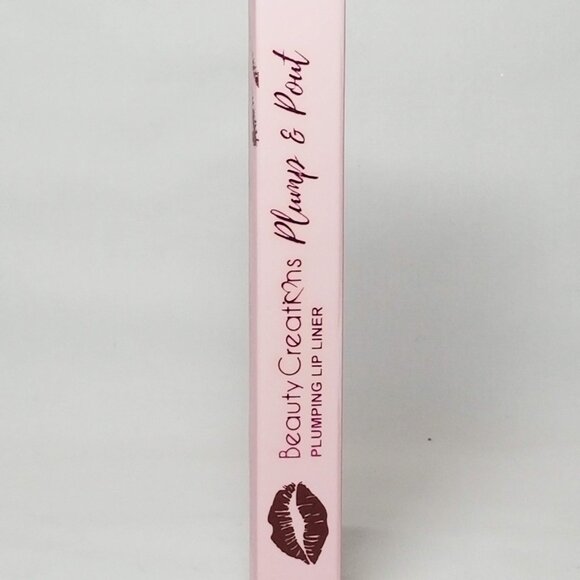 Beauty Creations Plump & Pout
PLUMPING LIP LINER